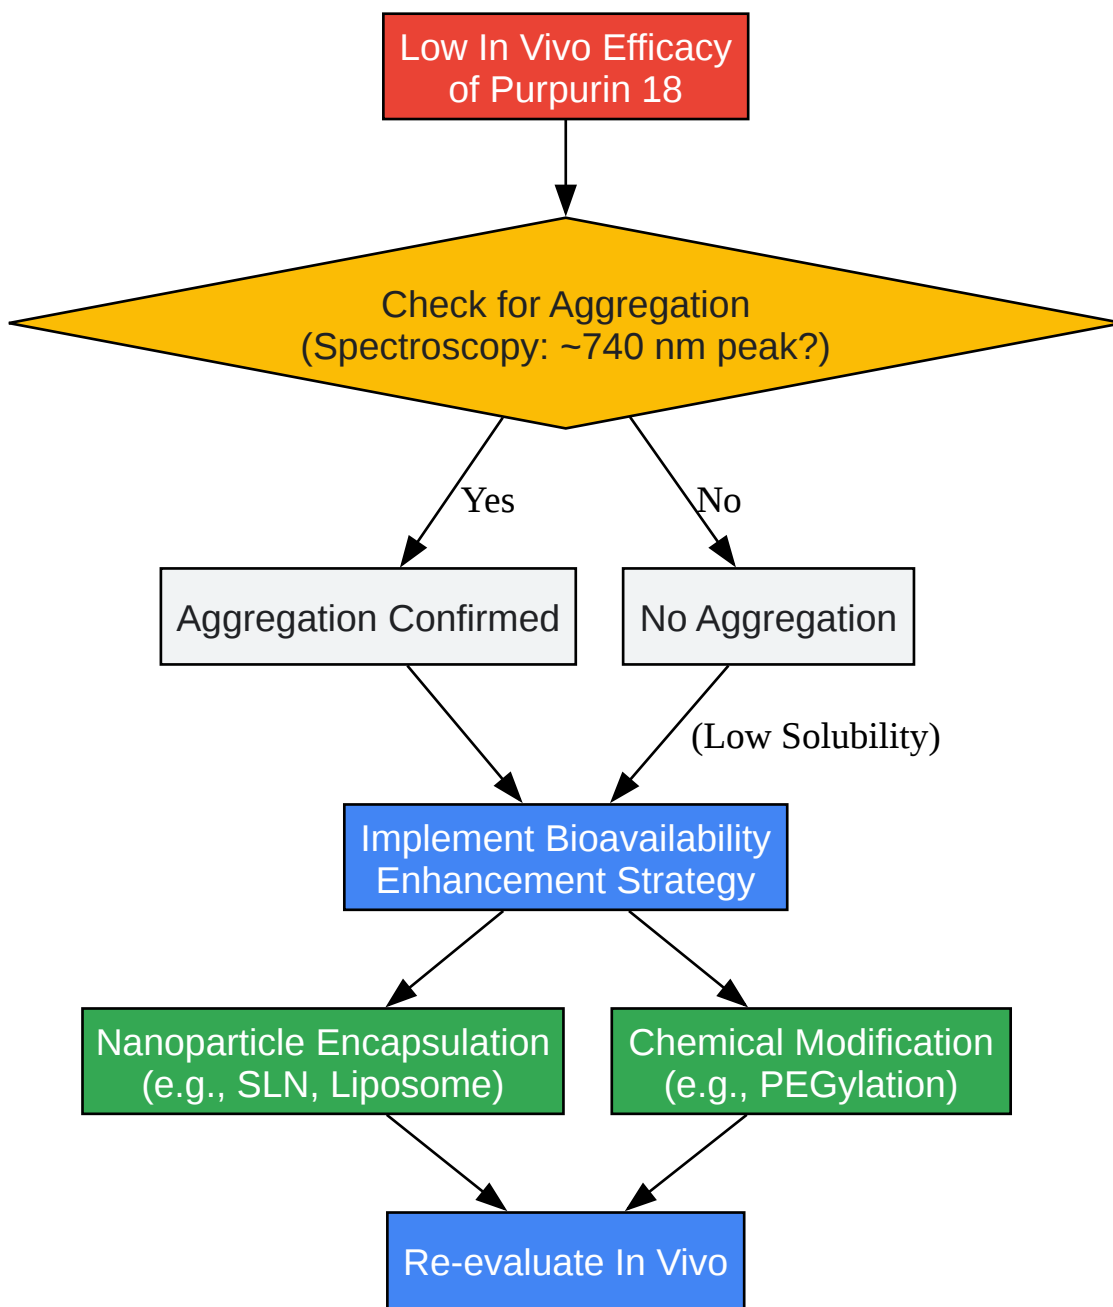 Low In Vivo Efficacy
of Purpurin 18
Check for Aggregation
(Spectroscopy: ~740 nm peak?)
Yes
No
Aggregation Confirmed
No Aggregation
(Low Solubility)
Implement Bioavailability
Enhancement Strategy
Nanoparticle Encapsulation
(e.g., SLN, Liposome)
Chemical Modification
(e.g., PEGylation)
Re-evaluate In Vivo